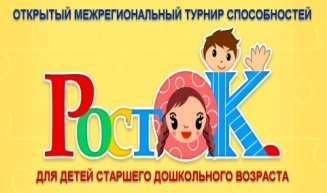 ОТКРЫТЫЙ МЕЖРЕГИОНАЛЬНЫЙ ТУРНИР СПОСОБНОСТЕЙ
РостОК
ДЛЯ ДЕТЕЙ СТАРШЕГО ДОШКОЛЬНОГО ВОЗРАСТА